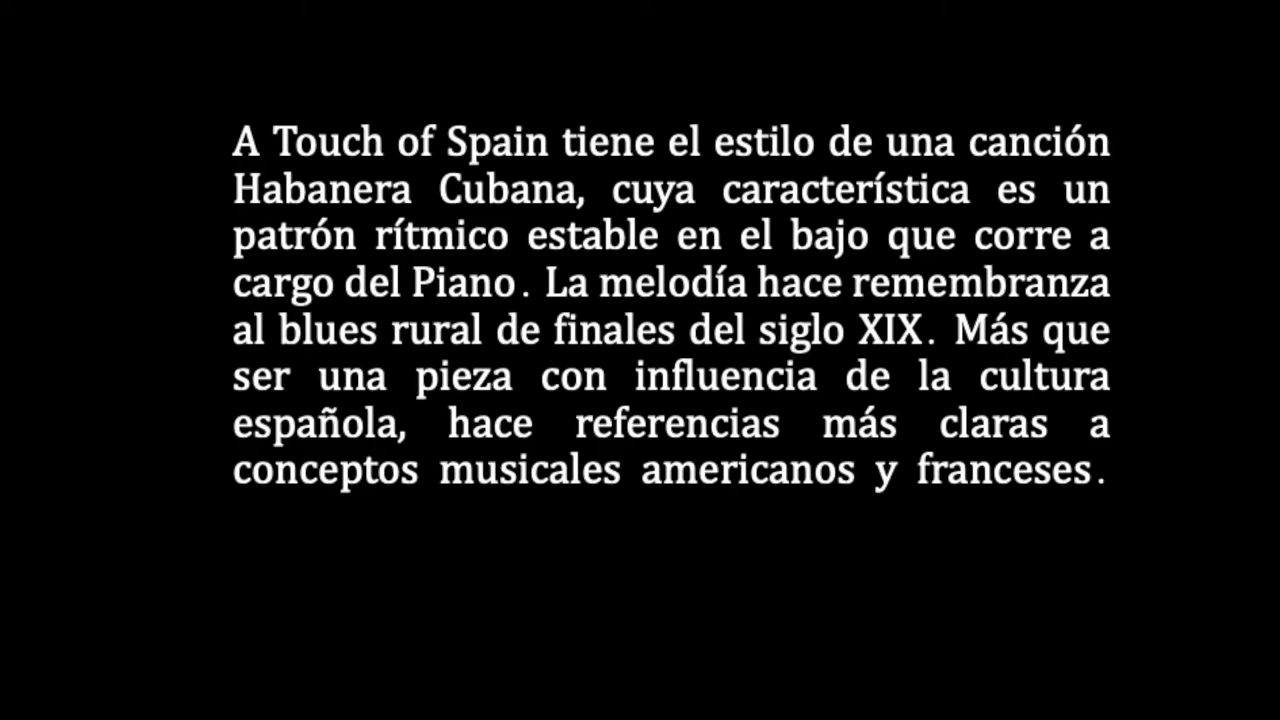 A Touch of Spain tiene el estilo de una canción
Habanera Cubana, cuya característica es un
patrón rítmico estable en el bajo que corre a
cargo del Piano. La melodía hace remembranza
al blues rural de finales del siglo XIX. Más que
ser una pieza con influencia de la cultura
española, hace referencias más claras a
conceptos musicales americanos y franceses.